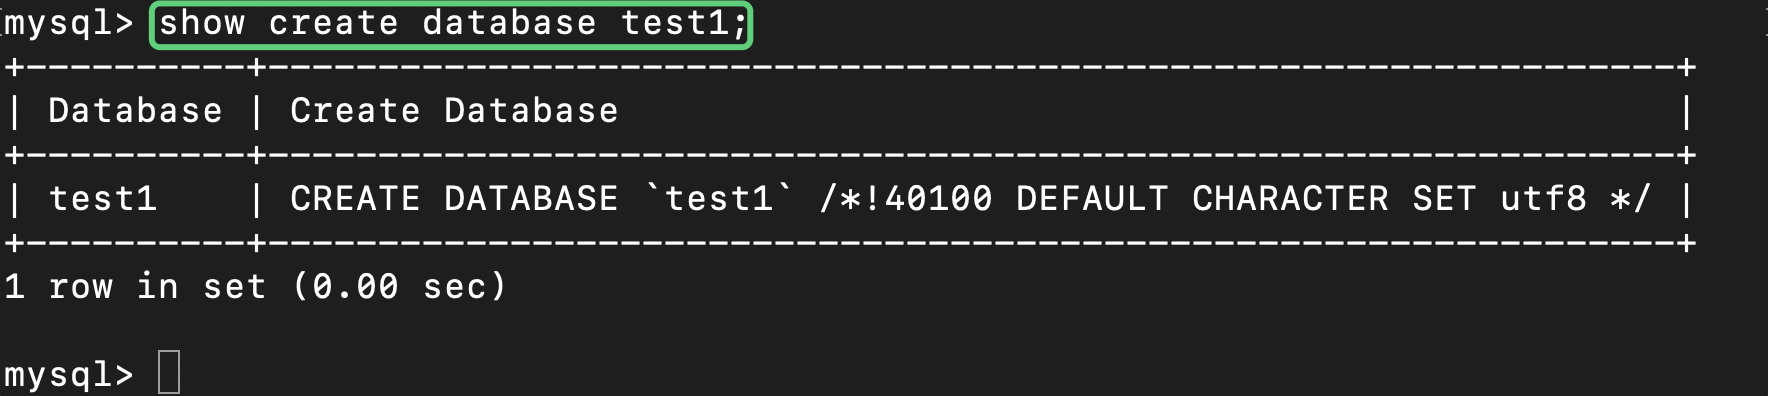 mysql> show create database test1;
+----------+----------------------------------------------------------------+
| Database | Create Database                                                |
+----------+----------------------------------------------------------------+
| test1    | CREATE DATABASE `test1` /*!40100 DEFAULT CHARACTER SET utf8 */ |
+----------+----------------------------------------------------------------+
1 row in set (0.00 sec)
mysql>